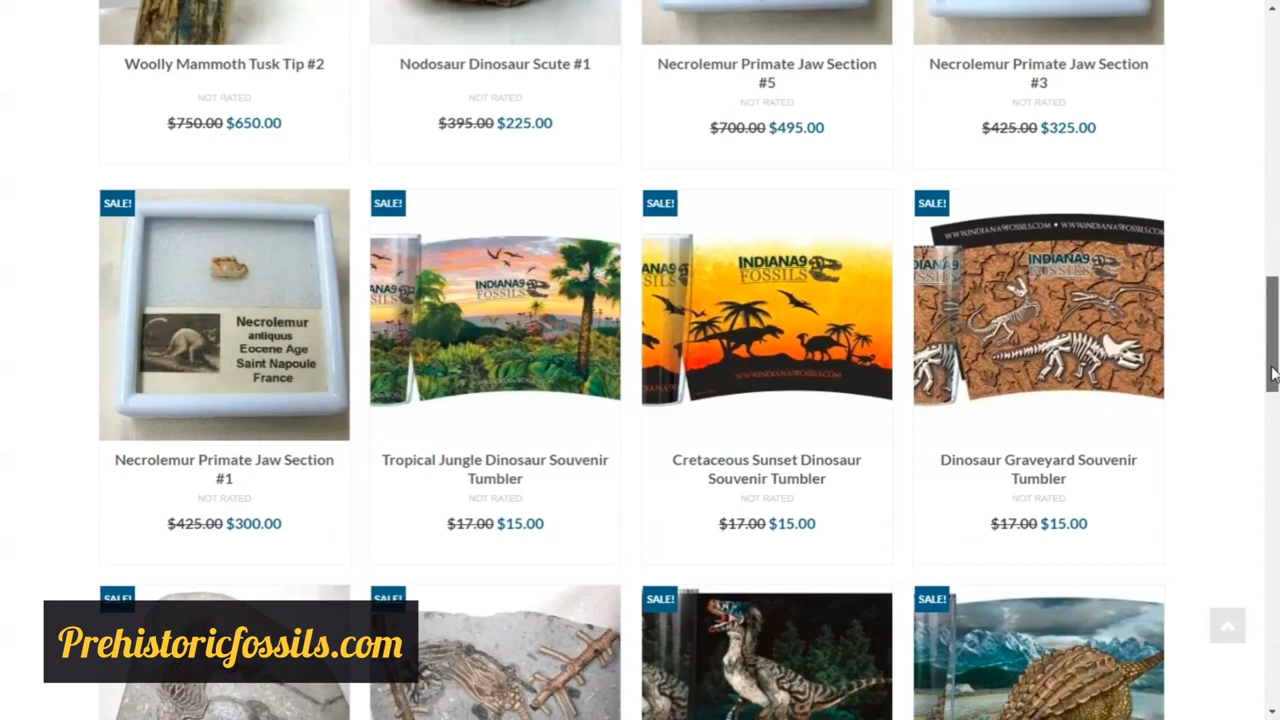 Woolly Mammoth Tusk Tip #2
NOT RATED
$750.00 $650.00
Nodosaur Dinosaur Scute #1
NOT RATED
$395.00 $225.00
Necrolemur Primate Jaw Section
#5
NOT RATED
$700.00 $495.00
Necrolemur Primate Jaw Section
#3
NOT RATED
$425.00 $325.00
SALE!
Necrolemur
antiquus
Eocene Age
Saint Napoule
France
Necrolemur Primate Jaw Section
#1
NOT RATED
$425.00 $300.00
SALE!
INDIANA9
FOSSILS
Tropical Jungle Dinosaur Souvenir
Tumbler
NOT RATED
$17.00 $15.00
SALE!
INDIANA9
FOSSILS
WWW.INDIANA9FOSSILS.COM
Cretaceous Sunset Dinosaur
Souvenir Tumbler
NOT RATED
$17.00 $15.00
SALE!
WWW.INDIANA9FOSSILS.COM • WWW.INDIANA9FOSSILS.COM
INDIANA9
FOSSILS
Dinosaur Graveyard Souvenir
Tumbler
NOT RATED
$17.00 $15.00
SALE!
SALE!
SALE!
SALE!
Prehistoricfossils.com